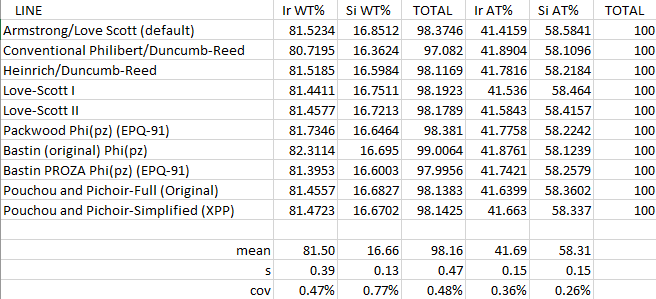 LINE Ir WT% Si WT% TOTAL Ir AT% Si AT% TOTAL
Armstrong/Love Scott (default) 81.5234 16.8512 98.3746 41.4159 58.5841 100
Conventional Philibert/Duncumb-Reed 80.7195 16.3624 97.082 41.8904 58.1096 100
Heinrich/Duncumb-Reed 81.5185 16.5984 98.1169 41.7816 58.2184 100
Love-Scott I 81.4411 16.7511 98.1923 41.536 58.464 100
Love-Scott II 81.4577 16.7213 98.1789 41.5843 58.4157 100
Packwood Phi(pz) (EPQ-91) 81.7346 16.6464 98.381 41.7758 58.2242 100
Bastin (original) Phi(pz) 82.3114 16.695 99.0064 41.8761 58.1239 100
Bastin PROZA Phi(pz) (EPQ-91) 81.3953 16.6003 97.9956 41.7421 58.2579 100
Pouchou and Pichoir-Full (Original) 81.4557 16.6827 98.1383 41.6399 58.3602 100
Pouchou and Pichoir-Simplified (XPP) 81.4723 16.6702 98.1425 41.663 58.337 100
mean 81.50 16.66 98.16 41.69 58.31
s 0.39 0.13 0.47 0.15 0.15
cov 0.47% 0.77% 0.48% 0.36% 0.26%